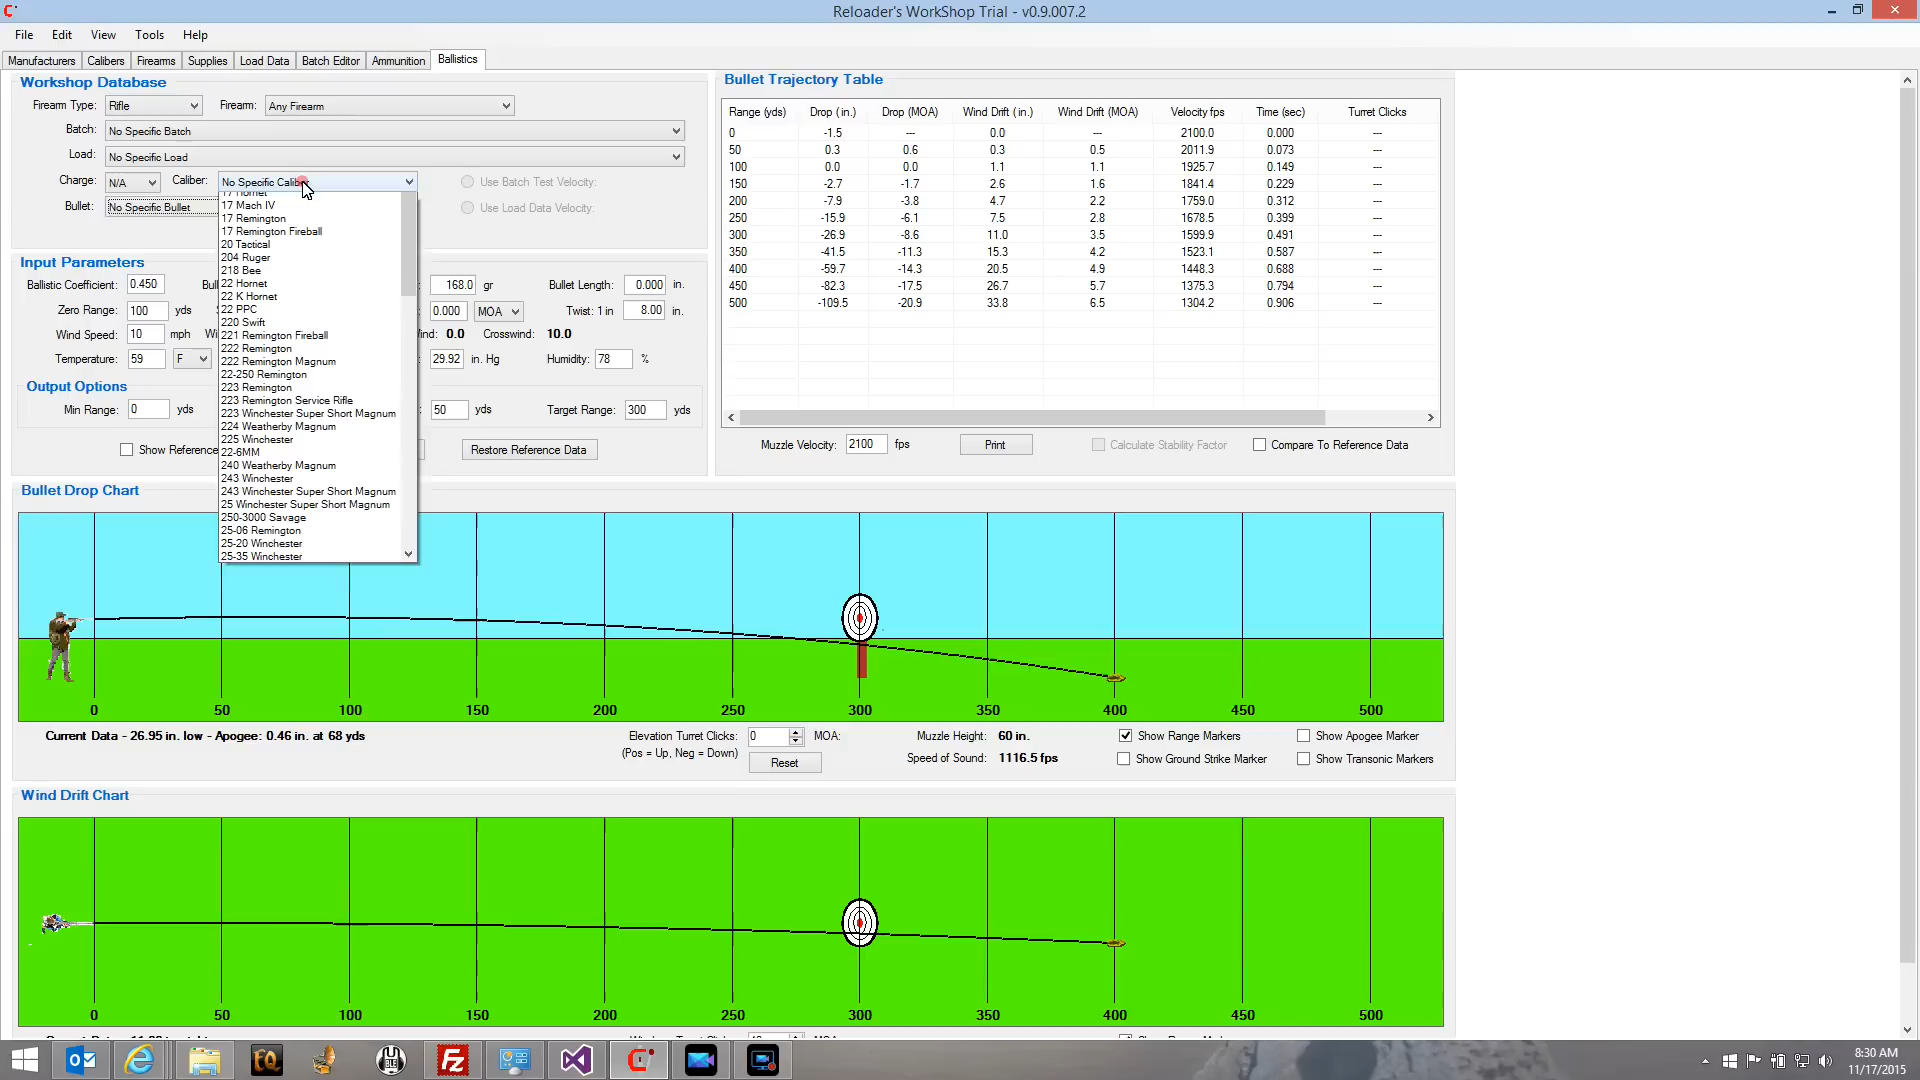 Reloader's WorkShop Trial - v0.9.007.2
File Edit View Tools Help
Manufacturers Calibers Firearms Supplies Load Data Batch Editor Ammunition Ballistics
Workshop Database
Firearm Type: Rifle Firearm: Any Firearm
Batch: No Specific Batch
Load: No Specific Load
Charge: N/A Caliber: No Specific Caliber Use Batch Test Velocity:
Bullet: No Specific Bullet Use Load Data Velocity:
17 Hornet
17 Mach IV
17 Remington
17 Remington Fireball
20 Tactical
204 Ruger
218 Bee
22 Hornet
22 K Hornet
22 PPC
220 Swift
221 Remington Fireball
222 Remington
222 Remington Magnum
22-250 Remington
223 Remington
223 Remington Service Rifle
223 Winchester Super Short Magnum
224 Weatherby Magnum
225 Winchester
22-6MM
240 Weatherby Magnum
243 Winchester
243 Winchester Super Short Magnum
25 Winchester Super Short Magnum
250-3000 Savage
25-06 Remington
25-20 Winchester
25-35 Winchester
Input Parameters
Ballistic Coefficient: 0.450 168.0 gr Bullet Length: 0.000 in.
Zero Range: 100 yds 0.000 MOA Twist: 1 in 8.00 in.
Wind Speed: 10 mph 0.0 Crosswind: 10.0
Temperature: 59 F 29.92 in. Hg Humidity: 78 %
Output Options
Min Range: 0 yds 50 yds Target Range: 300 yds
Show Reference Restore Reference Data
Bullet Trajectory Table
Range (yds) Drop (in.) Drop (MOA) Wind Drift (in.) Wind Drift (MOA) Velocity fps Time (sec) Turret Clicks
0 -1.5 --- 0.0 --- 2100.0 0.000 ---
50 0.3 0.6 0.3 0.5 2011.9 0.073 ---
100 0.0 0.0 1.1 1.1 1925.7 0.149 ---
150 -2.7 -1.7 2.6 1.6 1841.4 0.229 ---
200 -7.9 -3.8 4.7 2.2 1759.0 0.312 ---
250 -15.9 -6.1 7.5 2.8 1678.5 0.399 ---
300 -26.9 -8.6 11.0 3.5 1599.9 0.491 ---
350 -41.5 -11.3 15.3 4.2 1523.1 0.587 ---
400 -59.7 -14.3 20.5 4.9 1448.3 0.688 ---
450 -82.3 -17.5 26.7 5.7 1375.3 0.794 ---
500 -109.5 -20.9 33.8 6.5 1304.2 0.906 ---
Muzzle Velocity: 2100 fps Print Calculate Stability Factor Compare To Reference Data
Bullet Drop Chart
0 50 100 150 200 250 300 350 400 450 500
Current Data - 26.95 in. low - Apogee: 0.46 in. at 68 yds
Elevation Turret Clicks: 0 MOA: Muzzle Height: 60 in. Show Range Markers Show Apogee Marker
(Pos = Up, Neg = Down) Reset Speed of Sound: 1116.5 fps Show Ground Strike Marker Show Transonic Markers
Wind Drift Chart
0 50 100 150 200 250 300 350 400 450 500
8:30 AM
11/17/2015